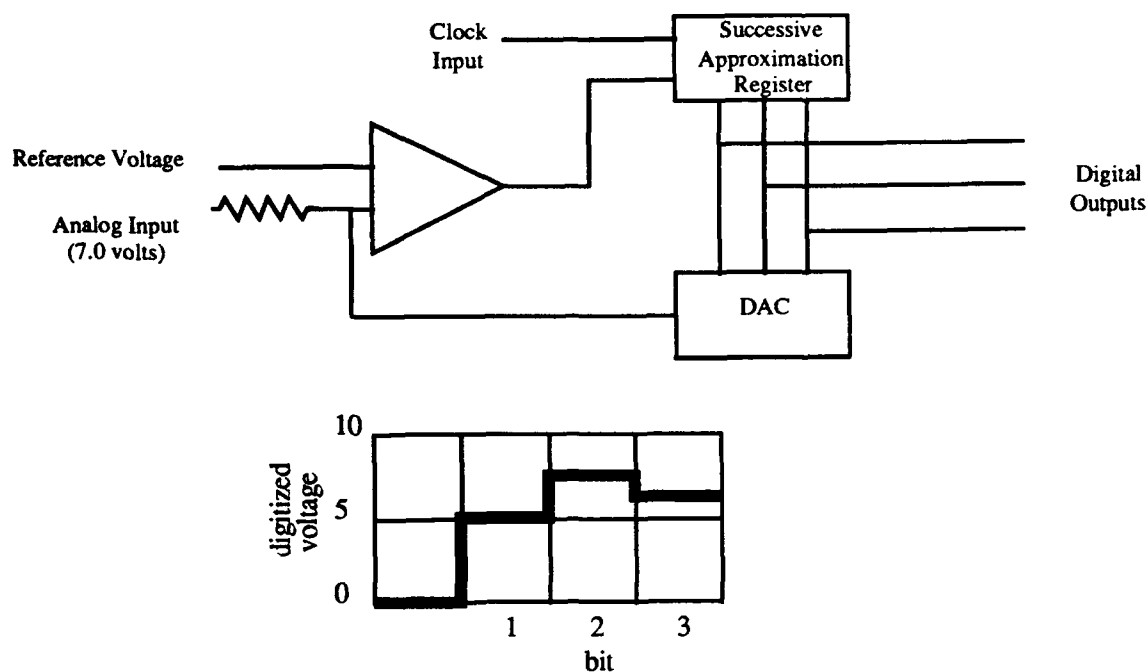 Clock
Input
Successive
Approximation
Register
Reference Voltage
Analog Input
(7.0 volts)
Digital
Outputs
DAC
digitized
voltage
10
5
0
1 2 3
bit